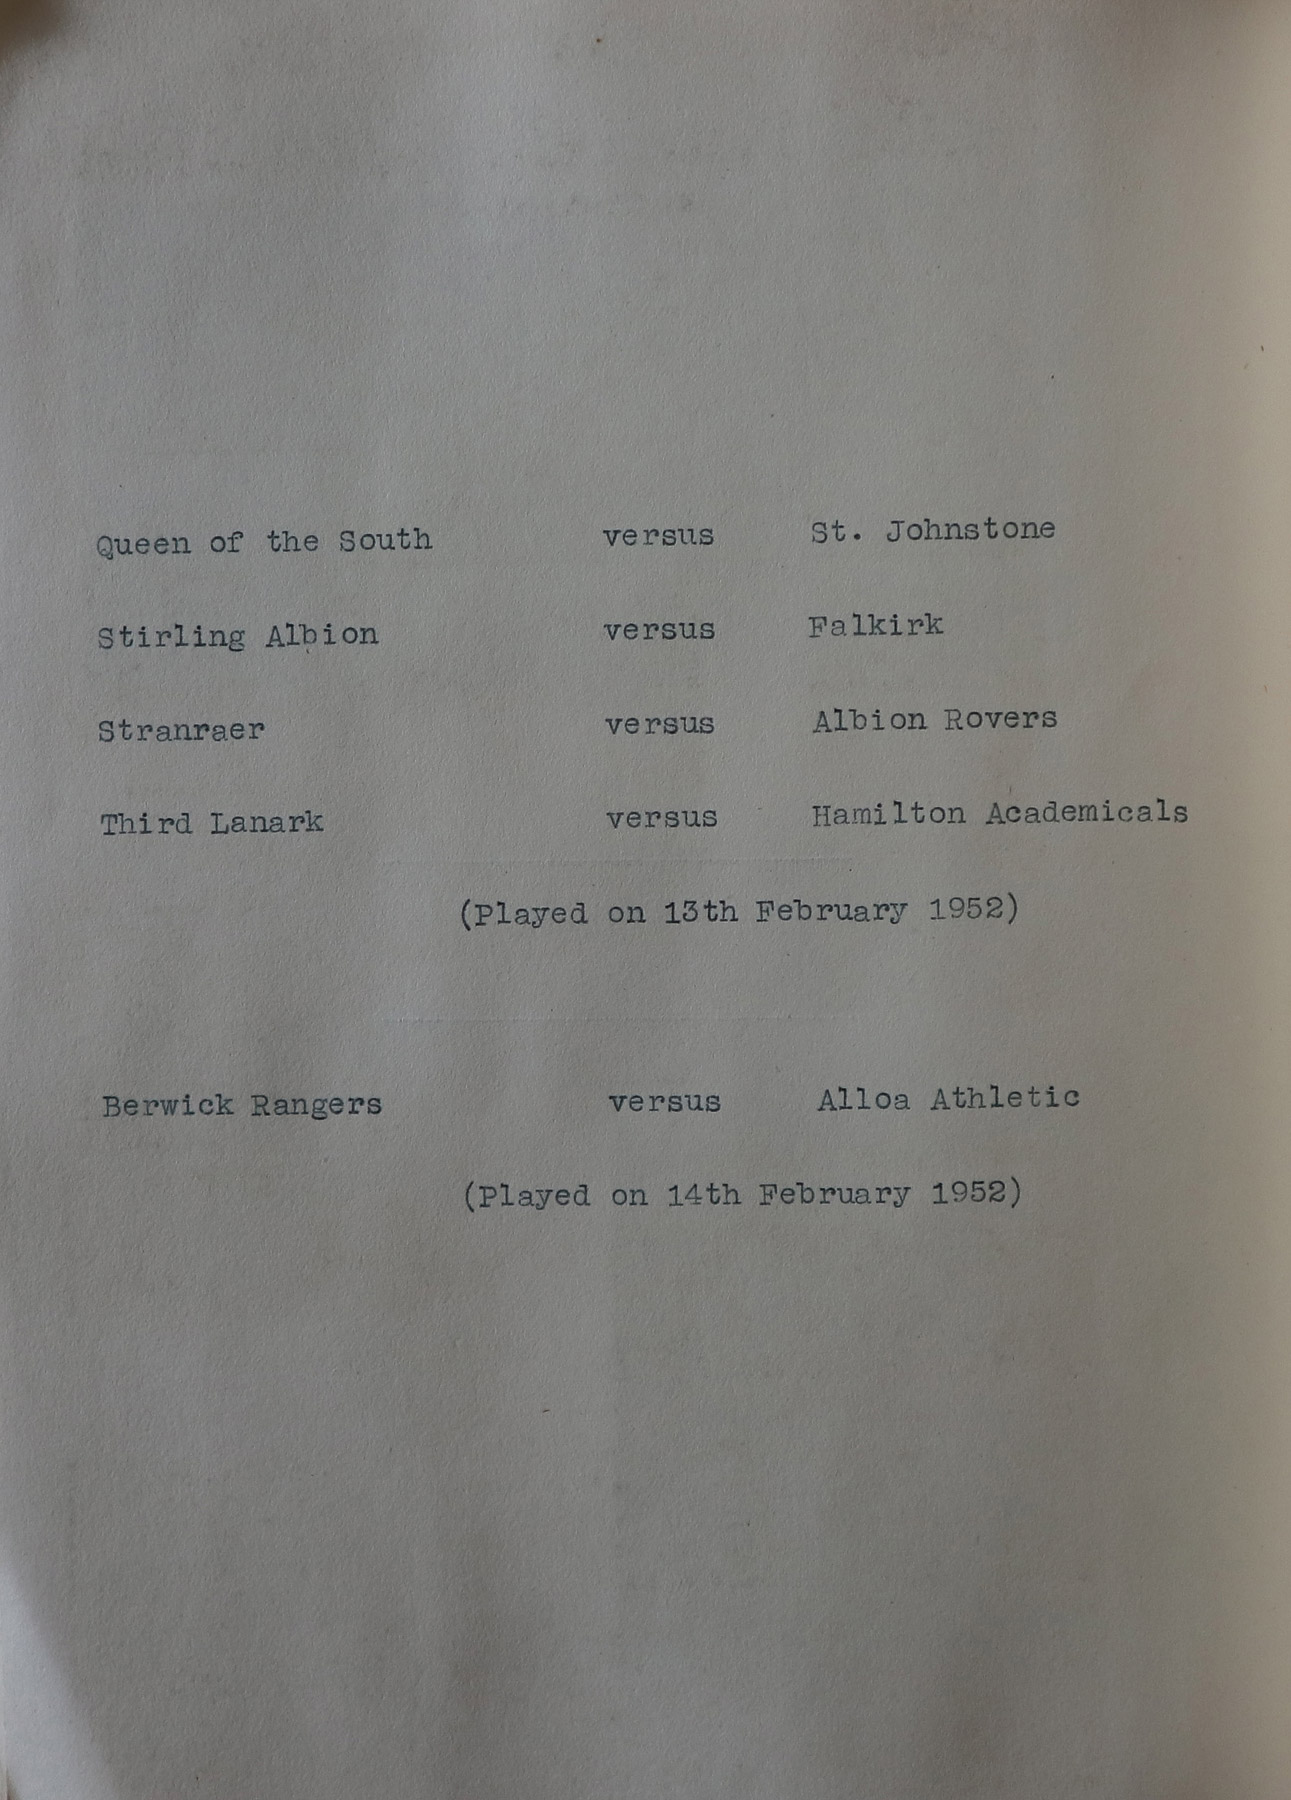 Queen of the South versus St. Johnstone
Stirling Albion versus Falkirk
Stranraer versus Albion Rovers
Third Lanark versus Hamilton Academicals
(Played on 13th February 1952)
Berwick Rangers versus Alloa Athletic
(Played on 14th February 1952)